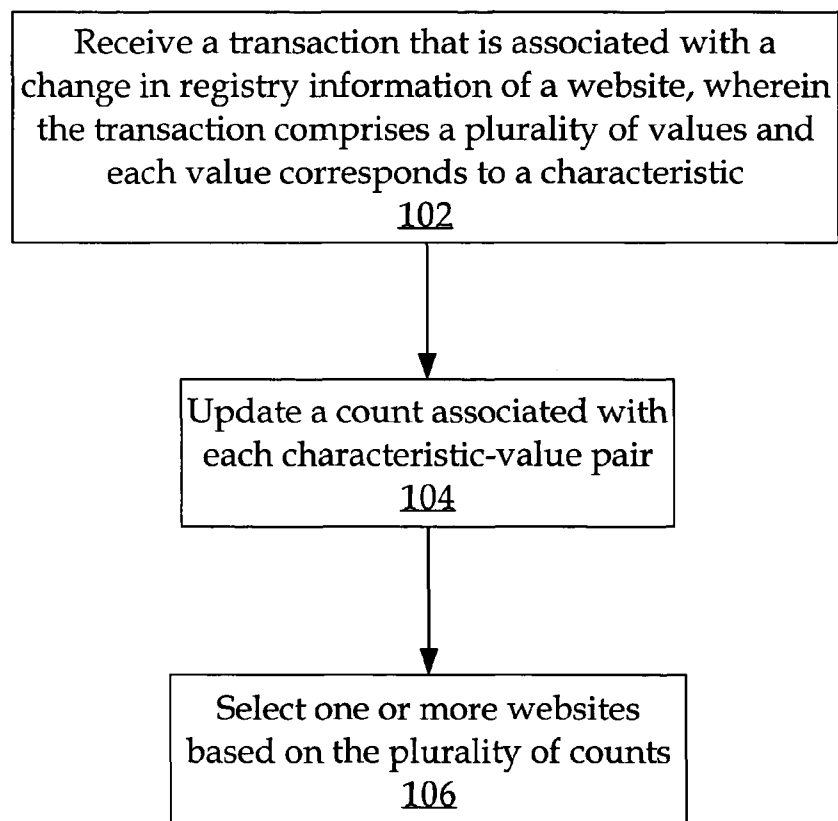 Receive a transaction that is associated with a
change in registry information of a website, wherein
the transaction comprises a plurality of values and
each value corresponds to a characteristic
102
Update a count associated with
each characteristic-value pair
104
Select one or more websites
based on the plurality of counts
106